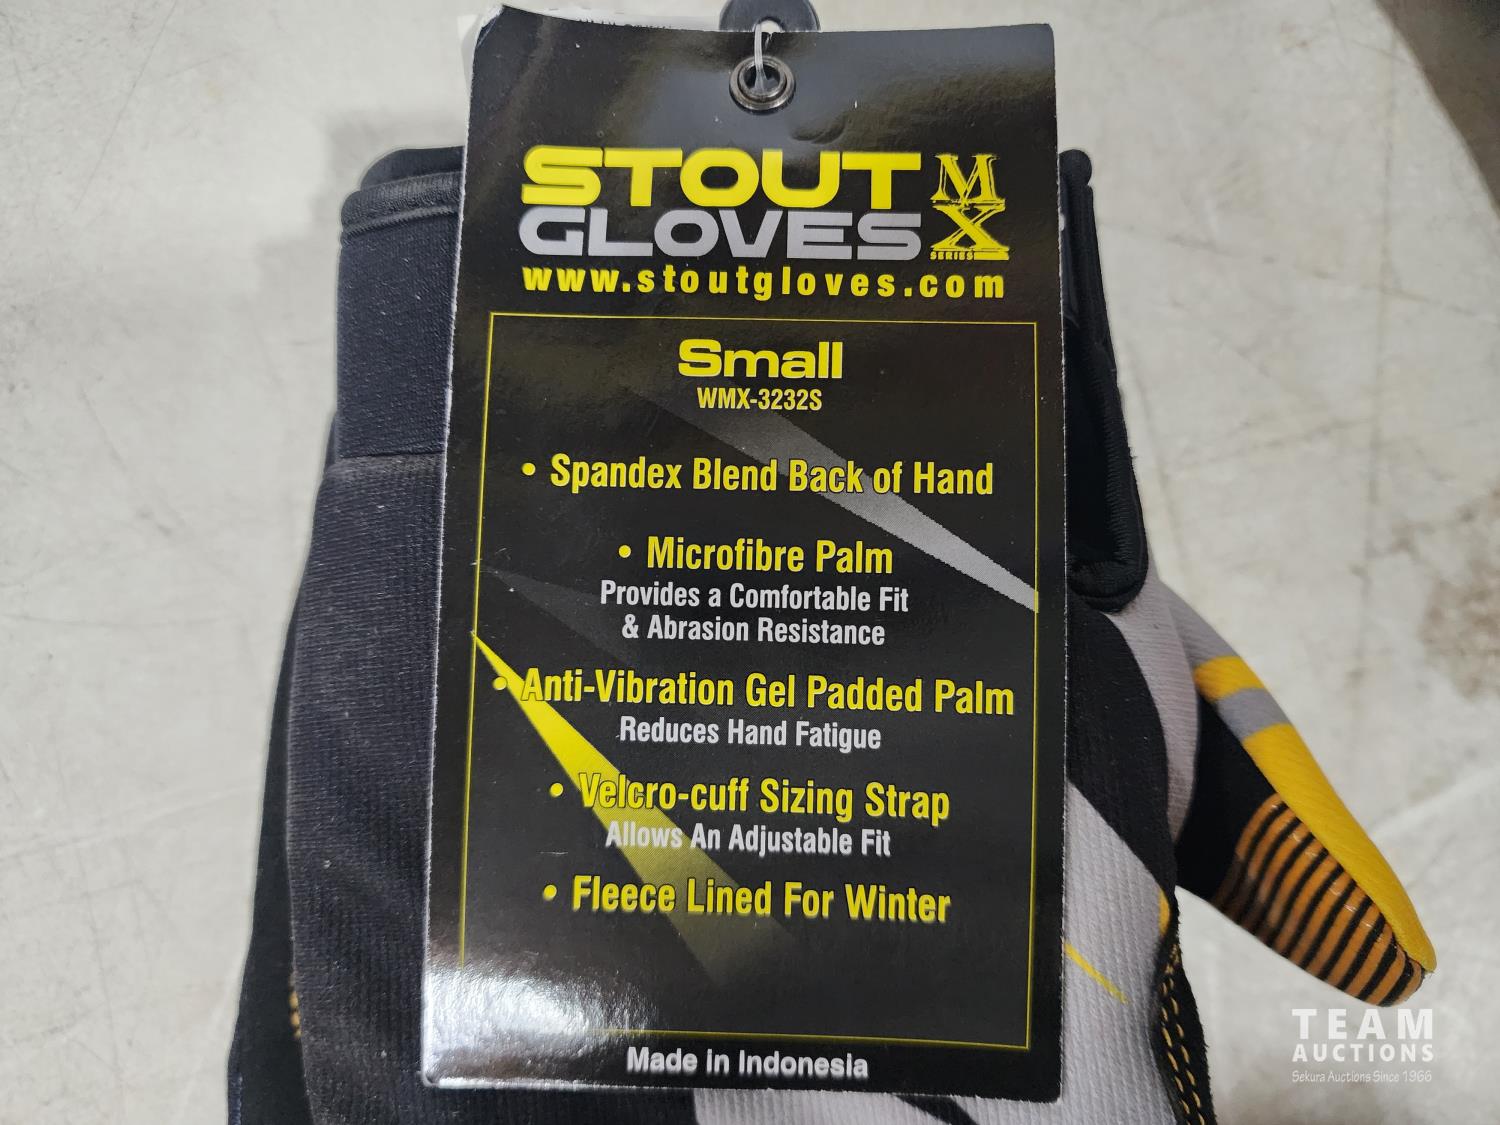 STOUT
GLOVES
MX
SERIES
www.stoutgloves.com
Small
WMX-3232S
• Spandex Blend Back of Hand
• Microfibre Palm
Provides a Comfortable Fit
& Abrasion Resistance
• Anti-Vibration Gel Padded Palm
Reduces Hand Fatigue
• Velcro-cuff Sizing Strap
Allows An Adjustable Fit
• Fleece Lined For Winter
Made in Indonesia
TEAM
AUCTIONS
Sekura Auctions Since 1966